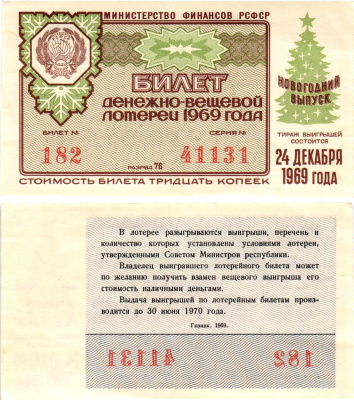 МИНИСТЕРСТВО ФИНАНСОВ РСФСР
БИЛЕТ
ДЕНЕЖНО-ВЕЩЕВОЙ
ЛОТЕРЕИ 1969 ГОДА
БИЛЕТ № СЕРИЯ №
182 41131
РАЗРЯД 76
СТОИМОСТЬ БИЛЕТА ТРИДЦАТЬ КОПЕЕК
НОВОГОДНИЙ
ВЫПУСК
ТИРАЖ ВЫИГРЫШЕЙ
СОСТОИТСЯ
24 ДЕКАБРЯ
1969 ГОДА
В лотерее разыгрываются выигрыши, перечень и
количество которых установлены условиями лотереи,
утвержденными Советом Министров республики.
Владелец выигравшего лотерейного билета может
по желанию получить взамен вещевого выигрыша его
стоимость наличными деньгами.
Выдача выигрышей по лотерейным билетам произ-
водится до 30 июня 1970 года.
Гознак. 1969.
41131 182